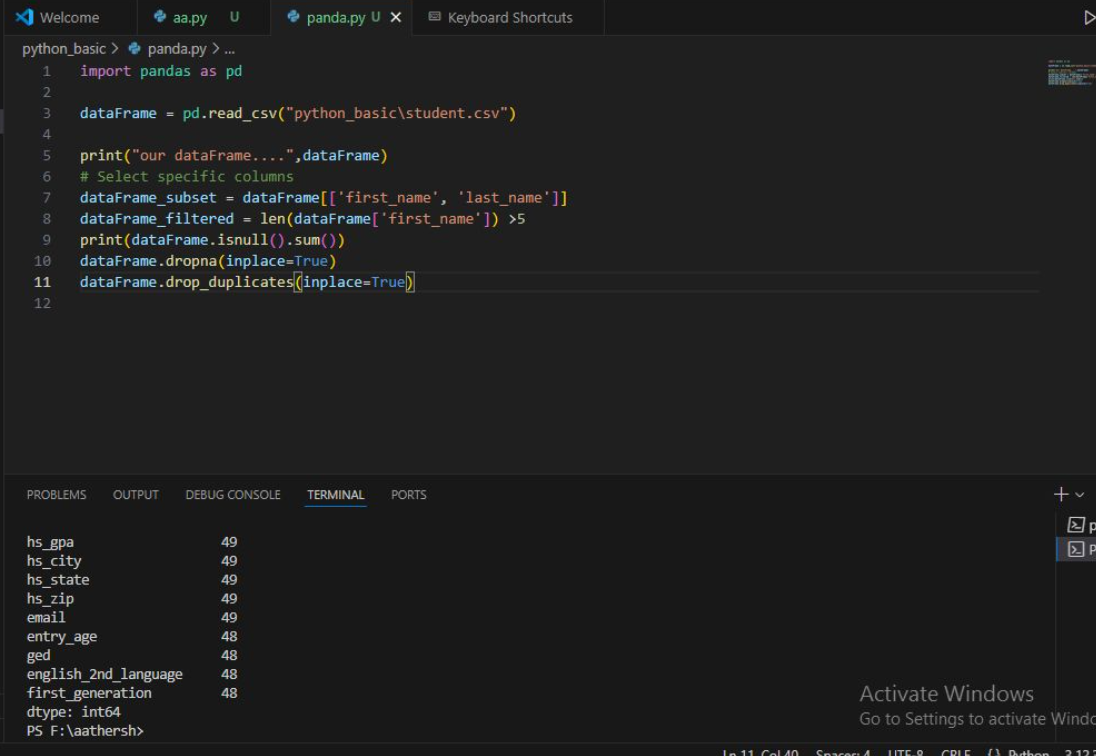 Welcome aa.py U panda.py U Keyboard Shortcuts
python_basic > panda.py > ...
1 import pandas as pd
2
3 dataFrame = pd.read_csv("python_basic\student.csv")
4
5 print("our dataFrame....",dataFrame)
6 # Select specific columns
7 dataFrame_subset = dataFrame[['first_name', 'last_name']]
8 dataFrame_filtered = len(dataFrame['first_name']) >5
9 print(dataFrame.isnull().sum())
10 dataFrame.dropna(inplace=True)
11 dataFrame.drop_duplicates(inplace=True)
12
PROBLEMS OUTPUT DEBUG CONSOLE TERMINAL PORTS
hs_gpa 49
hs_city 49
hs_state 49
hs_zip 49
email 49
entry_age 48
ged 48
english_2nd_language 48
first_generation 48
dtype: int64
PS F:\aathersh>
Activate Windows
Go to Settings to activate
Ln 11, Col 40 Spaces: 4 UTF-8 CRLF {} Python